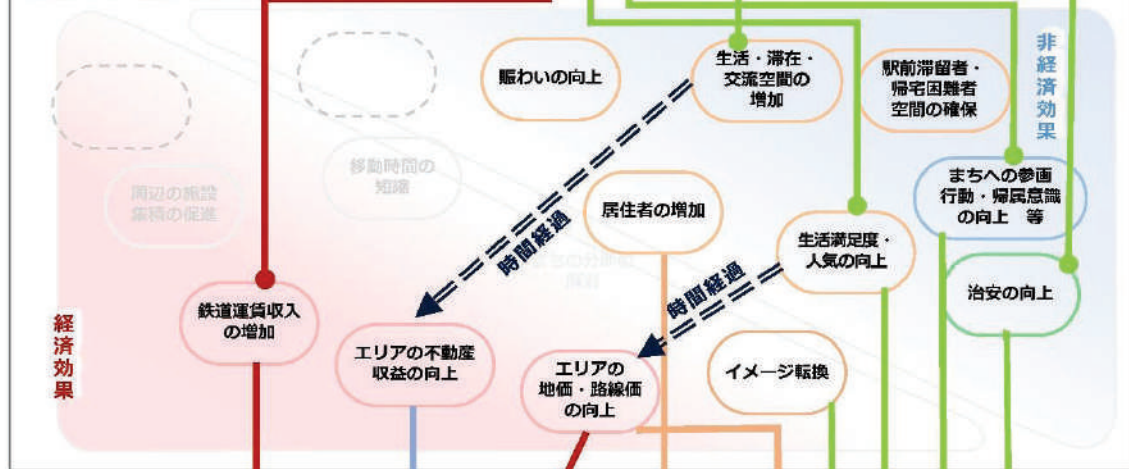 賑わいの向上
生活・滞在・
交流空間の
増加
駅前滞留者・
帰宅困難者
空間の確保
非経済効果
移動時間の
短縮
周辺の施設
集積の促進
居住者の増加
まちへの参画
行動・帰属意識
の向上 等
時間経過
生活満足度・
人気の向上
時間経過
治安の向上
鉄道運賃収入
の増加
経済効果
エリアの不動産
収益の向上
エリアの
地価・路線価
の向上
イメージ転換